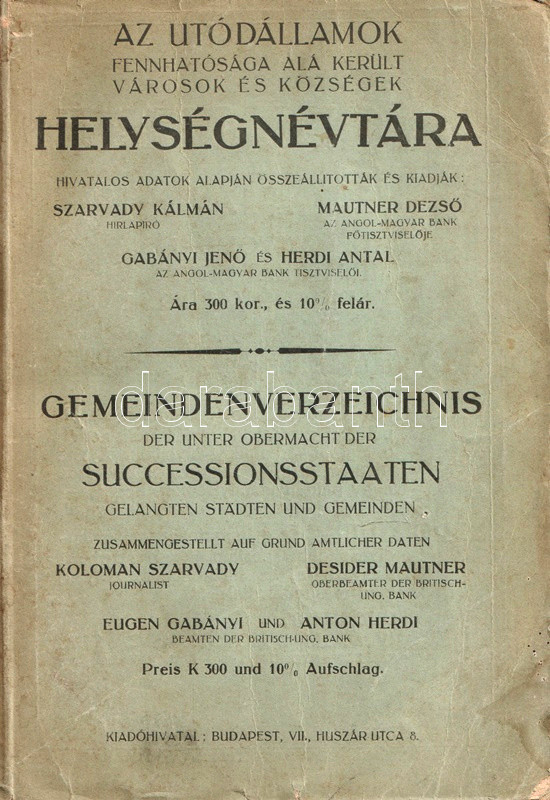 AZ UTÓDÁLLAMOK
FENNHATÓSÁGA ALÁ KERÜLT
VÁROSOK ÉS KÖZSÉGEK
HELYSÉGNÉVTÁRA
HIVATALOS ADATOK ALAPJÁN ÖSSZEÁLLITOTTÁK ÉS KIADJÁK:
SZARVADY KÁLMÁN
HIRLAPIRÓ
MAUTNER DEZSŐ
AZ ANGOL-MAGYAR BANK
FŐTISZTVISELŐJE
GABÁNYI JENŐ ÉS HERDI ANTAL
AZ ANGOL-MAGYAR BANK TISZTVISELŐI.
Ára 300 kor., és 10% felár.
darabanth
GEMEINDENVERZEICHNIS
DER UNTER OBERMACHT DER
SUCCESSIONSSTAATEN
GELANGTEN STÄDTEN UND GEMEINDEN
ZUSAMMENGESTELLT AUF GRUND AMTLICHER DATEN
KOLOMAN SZARVADY
JOURNALIST
DESIDER MAUTNER
OBERBEAMTER DER BRITISCH-
UNG. BANK
EUGEN GABÁNYI UND ANTON HERDI
BEAMTEN DER BRITISCH-UNG. BANK
Preis K 300 und 10% Aufschlag.
KIADÓHIVATAL: BUDAPEST, VII., HUSZÁR UTCA 8.